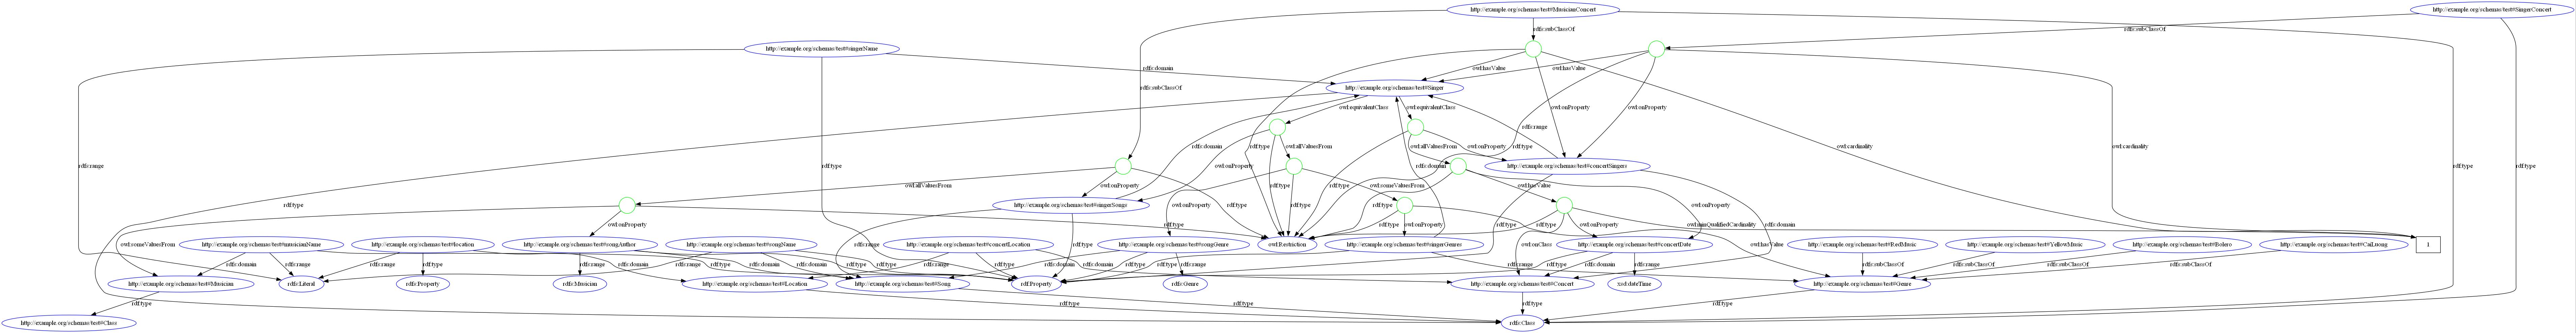 http://example.org/schemas/test#MusicianConcert
http://example.org/schemas/test#SingerConcert
rdfs:subClassOf
rdfs:subClassOf
http://example.org/schemas/test#singerName
rdfs:domain
owl:hasValue
owl:hasValue
rdfs:subClassOf
http://example.org/schemas/test#Singer
owl:equivalentClass
owl:equivalentClass
owl:onProperty
owl:onProperty
rdfs:range
rdf:type
owl:allValuesFrom
owl:allValuesFrom
owl:onProperty
rdf:type
owl:cardinality
owl:cardinality
rdfs:range
rdf:type
rdfs:domain
owl:onProperty
rdfs:domain
http://example.org/schemas/test#concertSingers
rdf:type
rdf:type
owl:allValuesFrom
owl:onProperty
rdf:type
rdf:type
rdf:type
owl:someValuesFrom
owl:hasValue
rdf:type
http://example.org/schemas/test#singerSongs
owl:onProperty
rdf:type
owl:onProperty
rdf:type
rdf:type
rdf:type
owl:onProperty
rdf:type
owl:onProperty
owl:onProperty
rdfs:domain
owl:someValuesFrom
http://example.org/schemas/test#musicianName
http://example.org/schemas/test#location
http://example.org/schemas/test#songAuthor
http://example.org/schemas/test#songName
rdfs:range
http://example.org/schemas/test#concertLocation
rdf:type
http://example.org/schemas/test#songGenre
owl:Restriction
http://example.org/schemas/test#singerGenres
owl:onClass
http://example.org/schemas/test#concertDate
owl:hasValue
http://example.org/schemas/test#RedMusic
http://example.org/schemas/test#YellowMusic
http://example.org/schemas/test#Bolero
http://example.org/schemas/test#CaiLuong
1
rdfs:domain
rdfs:range
rdfs:range
rdf:type
rdfs:range
rdfs:domain
rdf:type
rdfs:domain
rdfs:range
rdfs:domain
rdf:type
rdf:type
rdfs:domain
rdf:type
rdf:type
rdfs:range
rdfs:domain
rdfs:range
rdf:type
rdfs:domain
rdfs:range
rdfs:subClassOf
rdfs:subClassOf
rdfs:subClassOf
rdfs:subClassOf
http://example.org/schemas/test#Musician
rdfs:Literal
rdfs:Property
rdfs:Musician
http://example.org/schemas/test#Location
http://example.org/schemas/test#Song
rdf:Property
rdfs:Genre
http://example.org/schemas/test#Concert
xsd:dateTime
http://example.org/schemas/test#Genre
rdf:type
rdf:type
rdf:type
rdf:type
rdf:type
http://example.org/schemas/test#Class
rdfs:Class